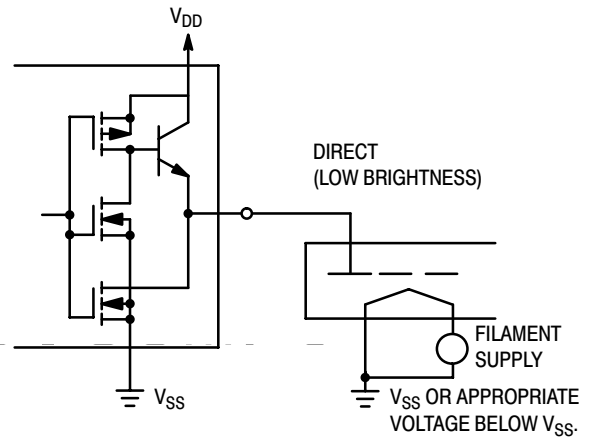 VDD
DIRECT
(LOW BRIGHTNESS)
FILAMENT
SUPPLY
VSS
VSS OR APPROPRIATE
VOLTAGE BELOW VSS.